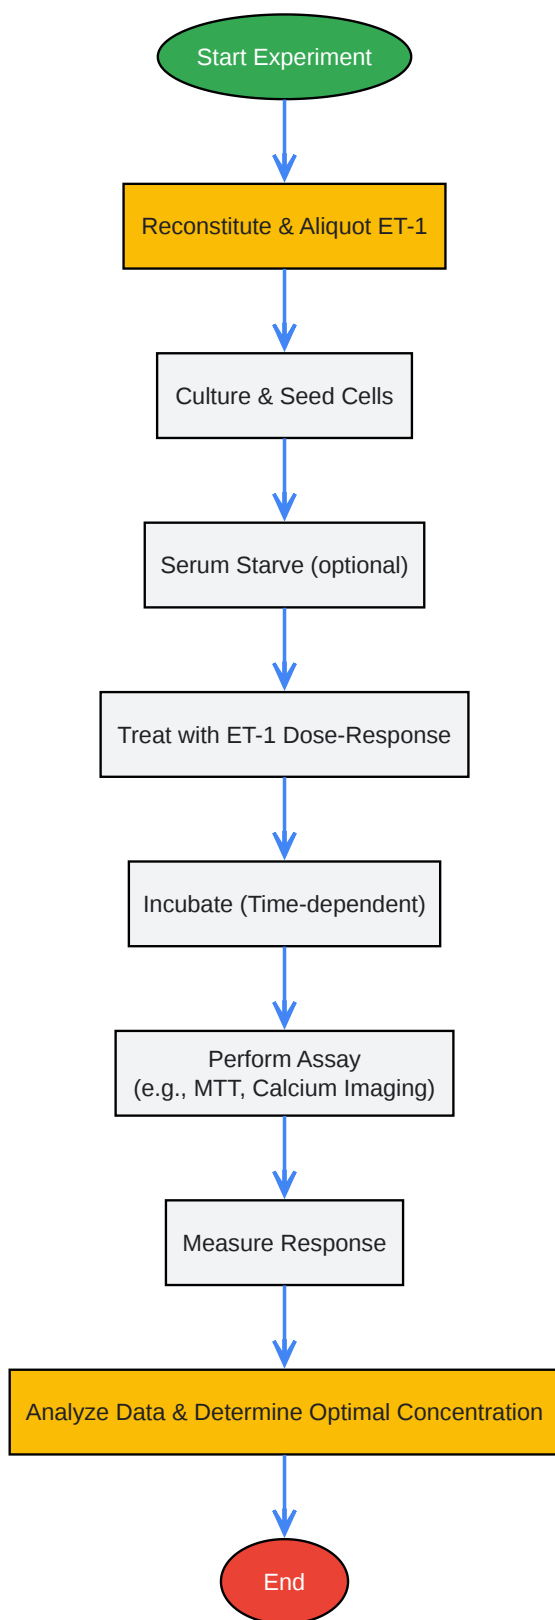 Start Experiment
Reconstitute & Aliquot ET-1
Culture & Seed Cells
Serum Starve (optional)
Treat with ET-1 Dose-Response
Incubate (Time-dependent)
Perform Assay
(e.g., MTT, Calcium Imaging)
Measure Response
Analyze Data & Determine Optimal Concentration
End